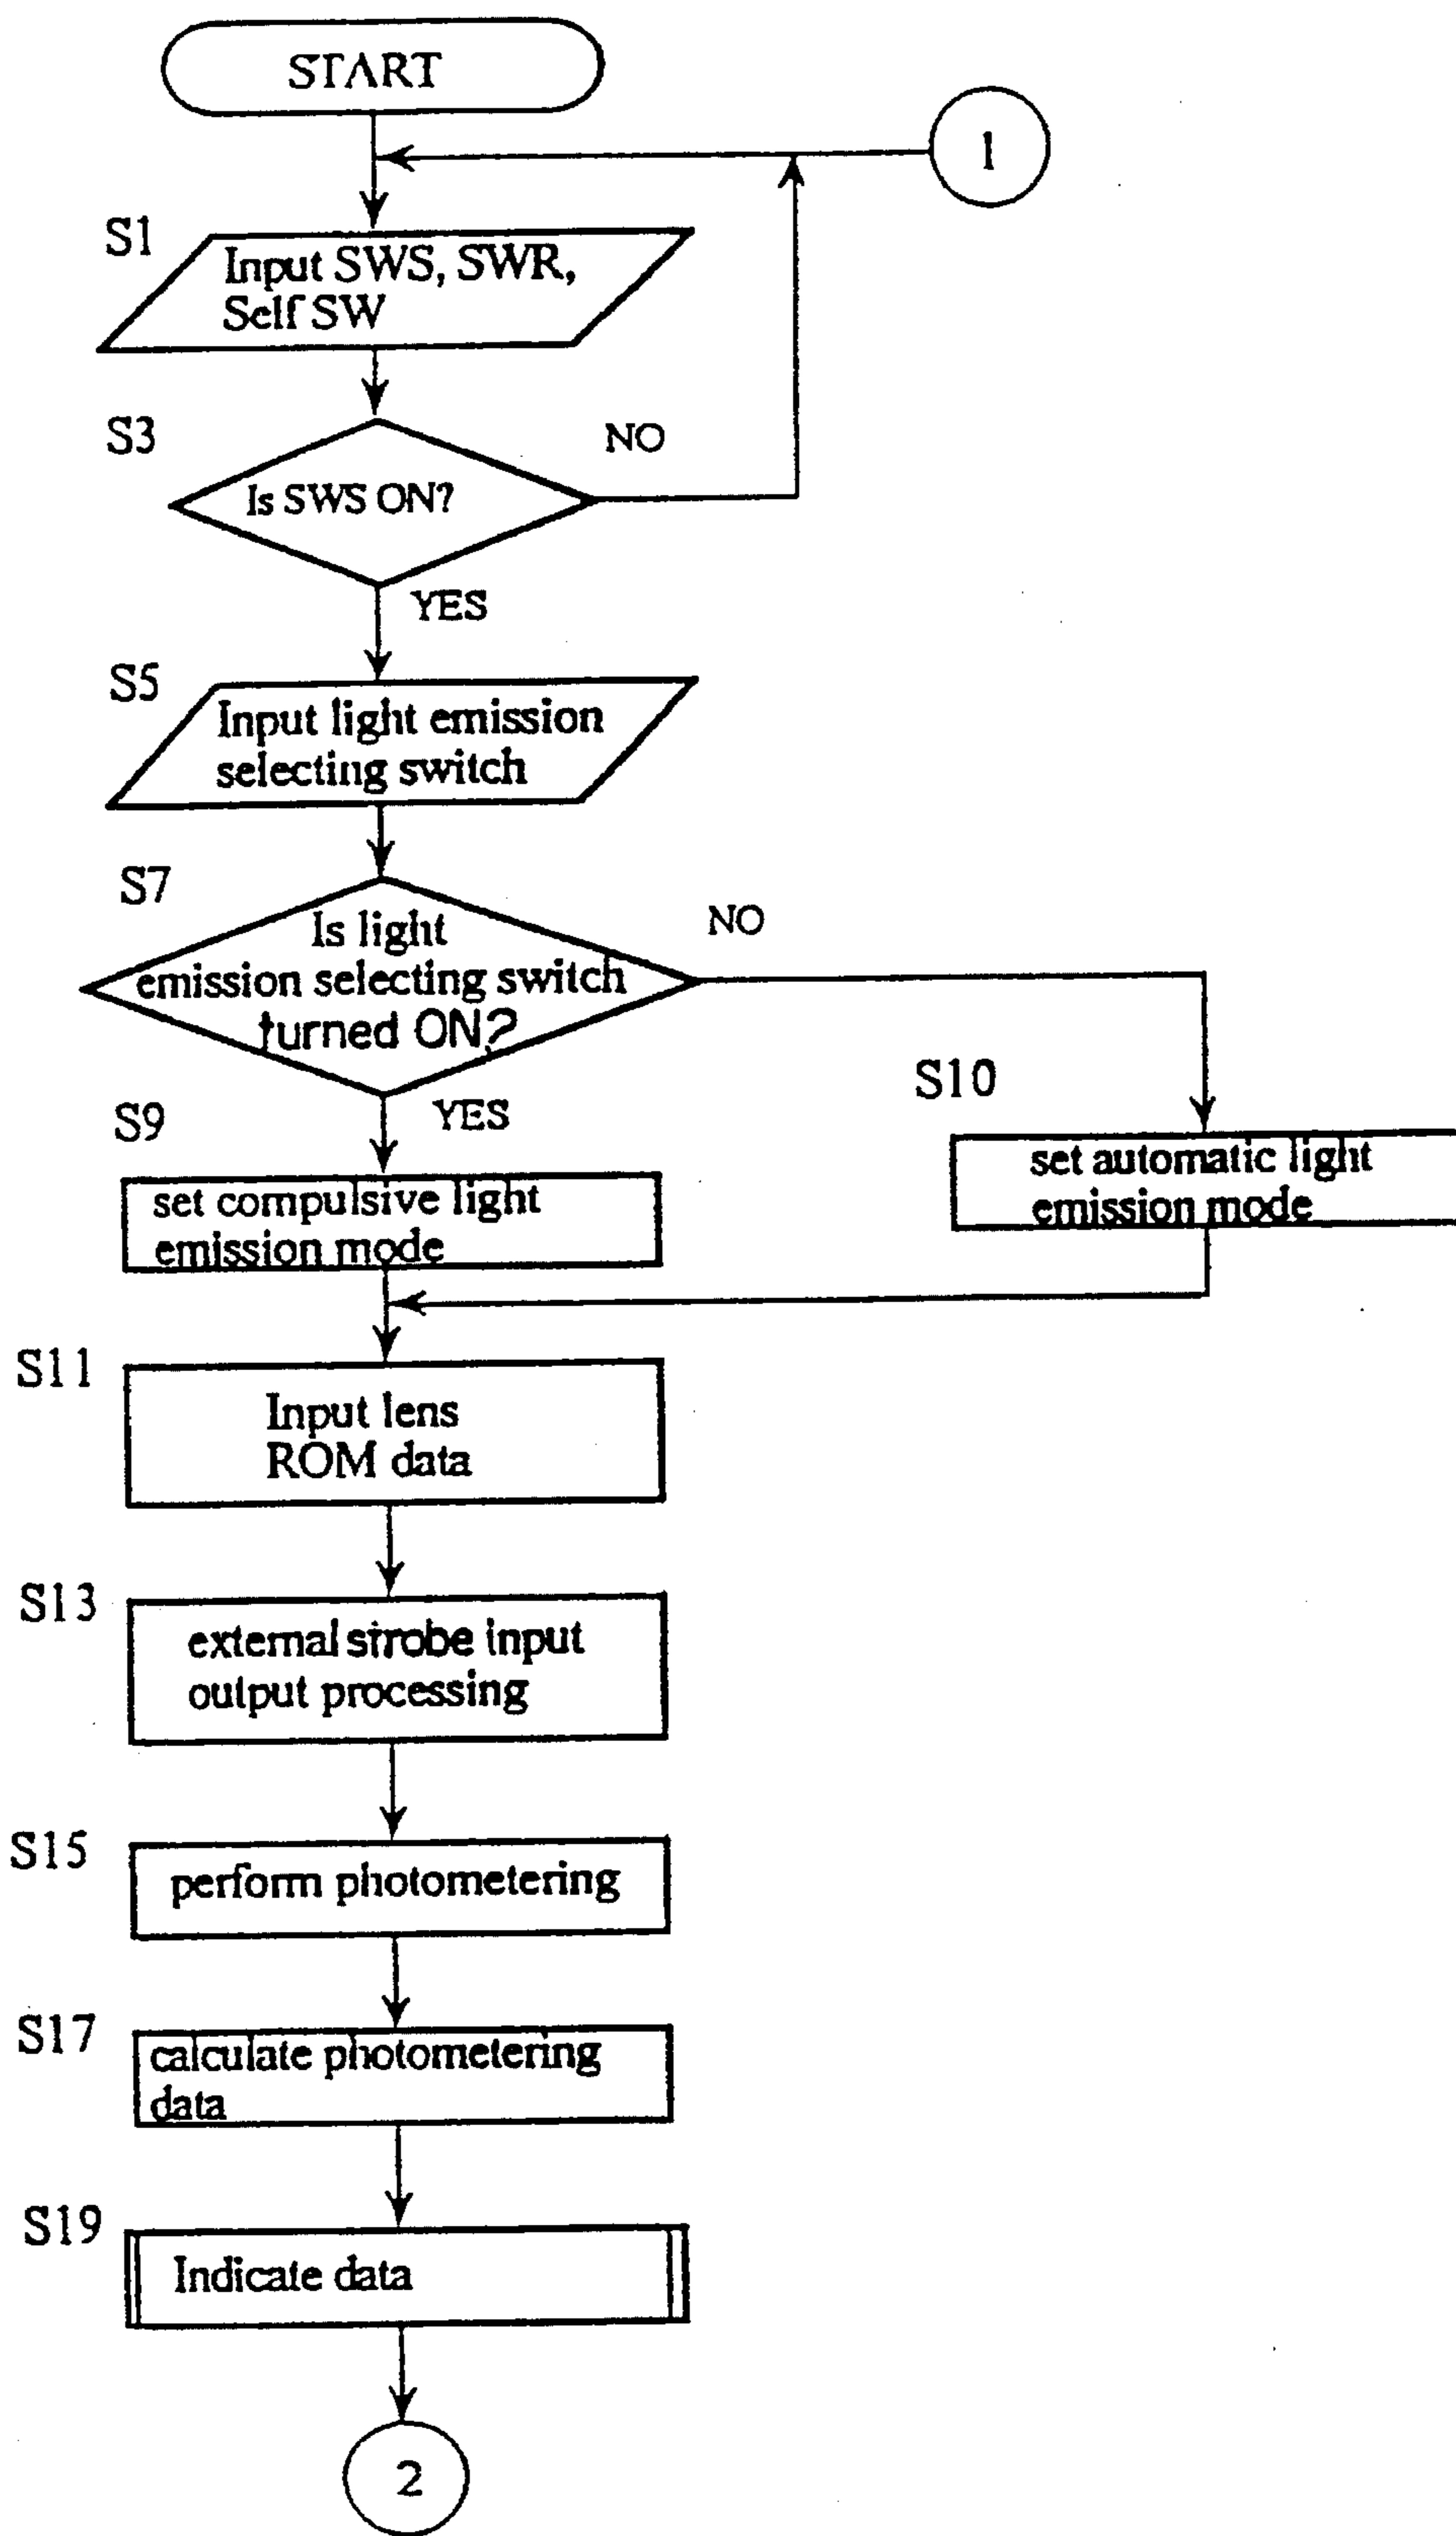 START
1
S1
Input SWS, SWR,
Self SW
S3
NO
Is SWS ON?
YES
S5
Input light emission
selecting switch
S7
NO
Is light
emission selecting switch
turned ON?
S10
YES
S9
set automatic light
emission mode
set compulsive light
emission mode
S11
Input lens
ROM data
S13
external strobe input
output processing
S15
perform photometering
S17
calculate photometering
data
S19
Indicate data
2